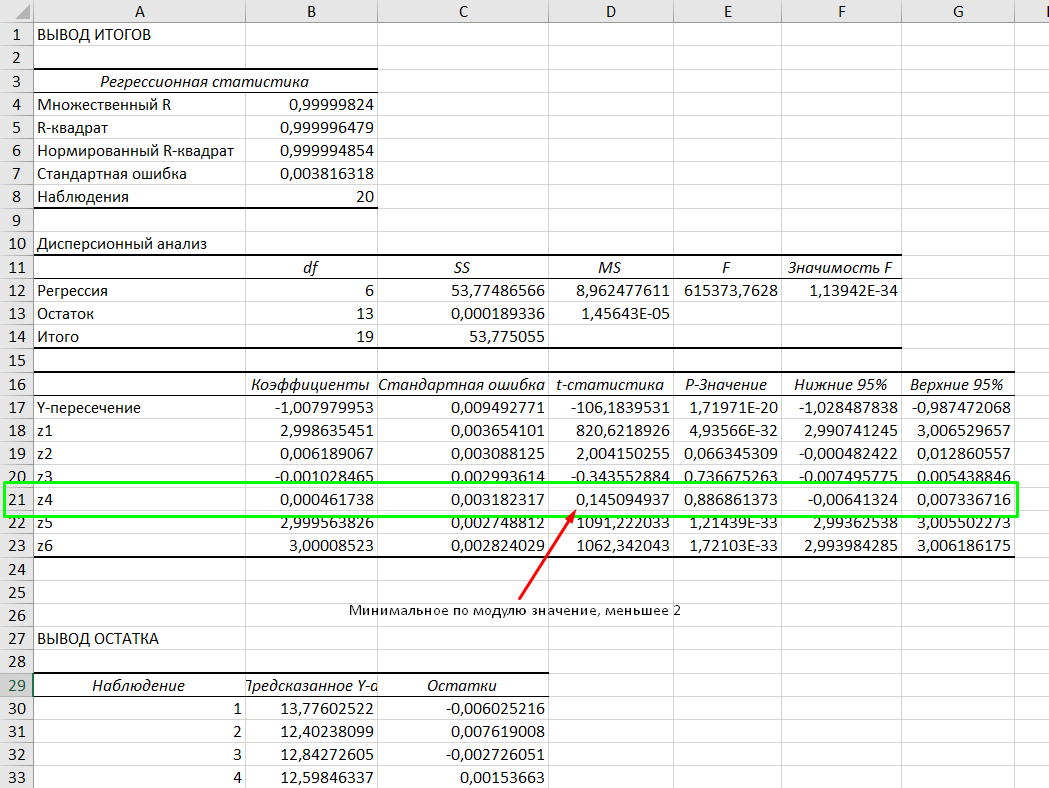 A B C D E F G
1 ВЫВОД ИТОГОВ
2
3 Регрессионная статистика
4 Множественный R 0,99999824
5 R-квадрат 0,999996479
6 Нормированный R-квадрат 0,999994854
7 Стандартная ошибка 0,003816318
8 Наблюдения 20
9
10 Дисперсионный анализ
11 df SS MS F Значимость F
12 Регрессия 6 53,77486566 8,962477611 615373,7628 1,13942E-34
13 Остаток 13 0,000189336 1,45643E-05
14 Итого 19 53,775055
15
16 Коэффициенты Стандартная ошибка t-статистика P-Значение Нижние 95% Верхние 95%
17 Y-пересечение -1,007979953 0,009492771 -106,1839531 1,71971E-20 -1,028487838 -0,987472068
18 z1 2,998635451 0,003654101 820,6218926 4,93566E-32 2,990741245 3,006529657
19 z2 0,006189067 0,003088125 2,004150255 0,066345309 -0,000482422 0,012860557
20 z3 -0,001028465 0,002993614 -0,343552884 0,736675263 -0,007495775 0,005438846
21 z4 0,000461738 0,003182317 0,145094937 0,886861373 -0,00641324 0,007336716
22 z5 2,999563826 0,002748812 1091,222033 1,21439E-33 2,99362538 3,005502273
23 z6 3,00008523 0,002824029 1062,342043 1,72103E-33 2,993984285 3,006186175
24
25
Минимальное по модулю значение, меньшее 2
26
27 ВЫВОД ОСТАТКА
28
29 Наблюдение Предсказанное Y-а Остатки
30 1 13,77602522 -0,006025216
31 2 12,40238099 0,007619008
32 3 12,84272605 -0,002726051
33 4 12,59846337 0,00153663